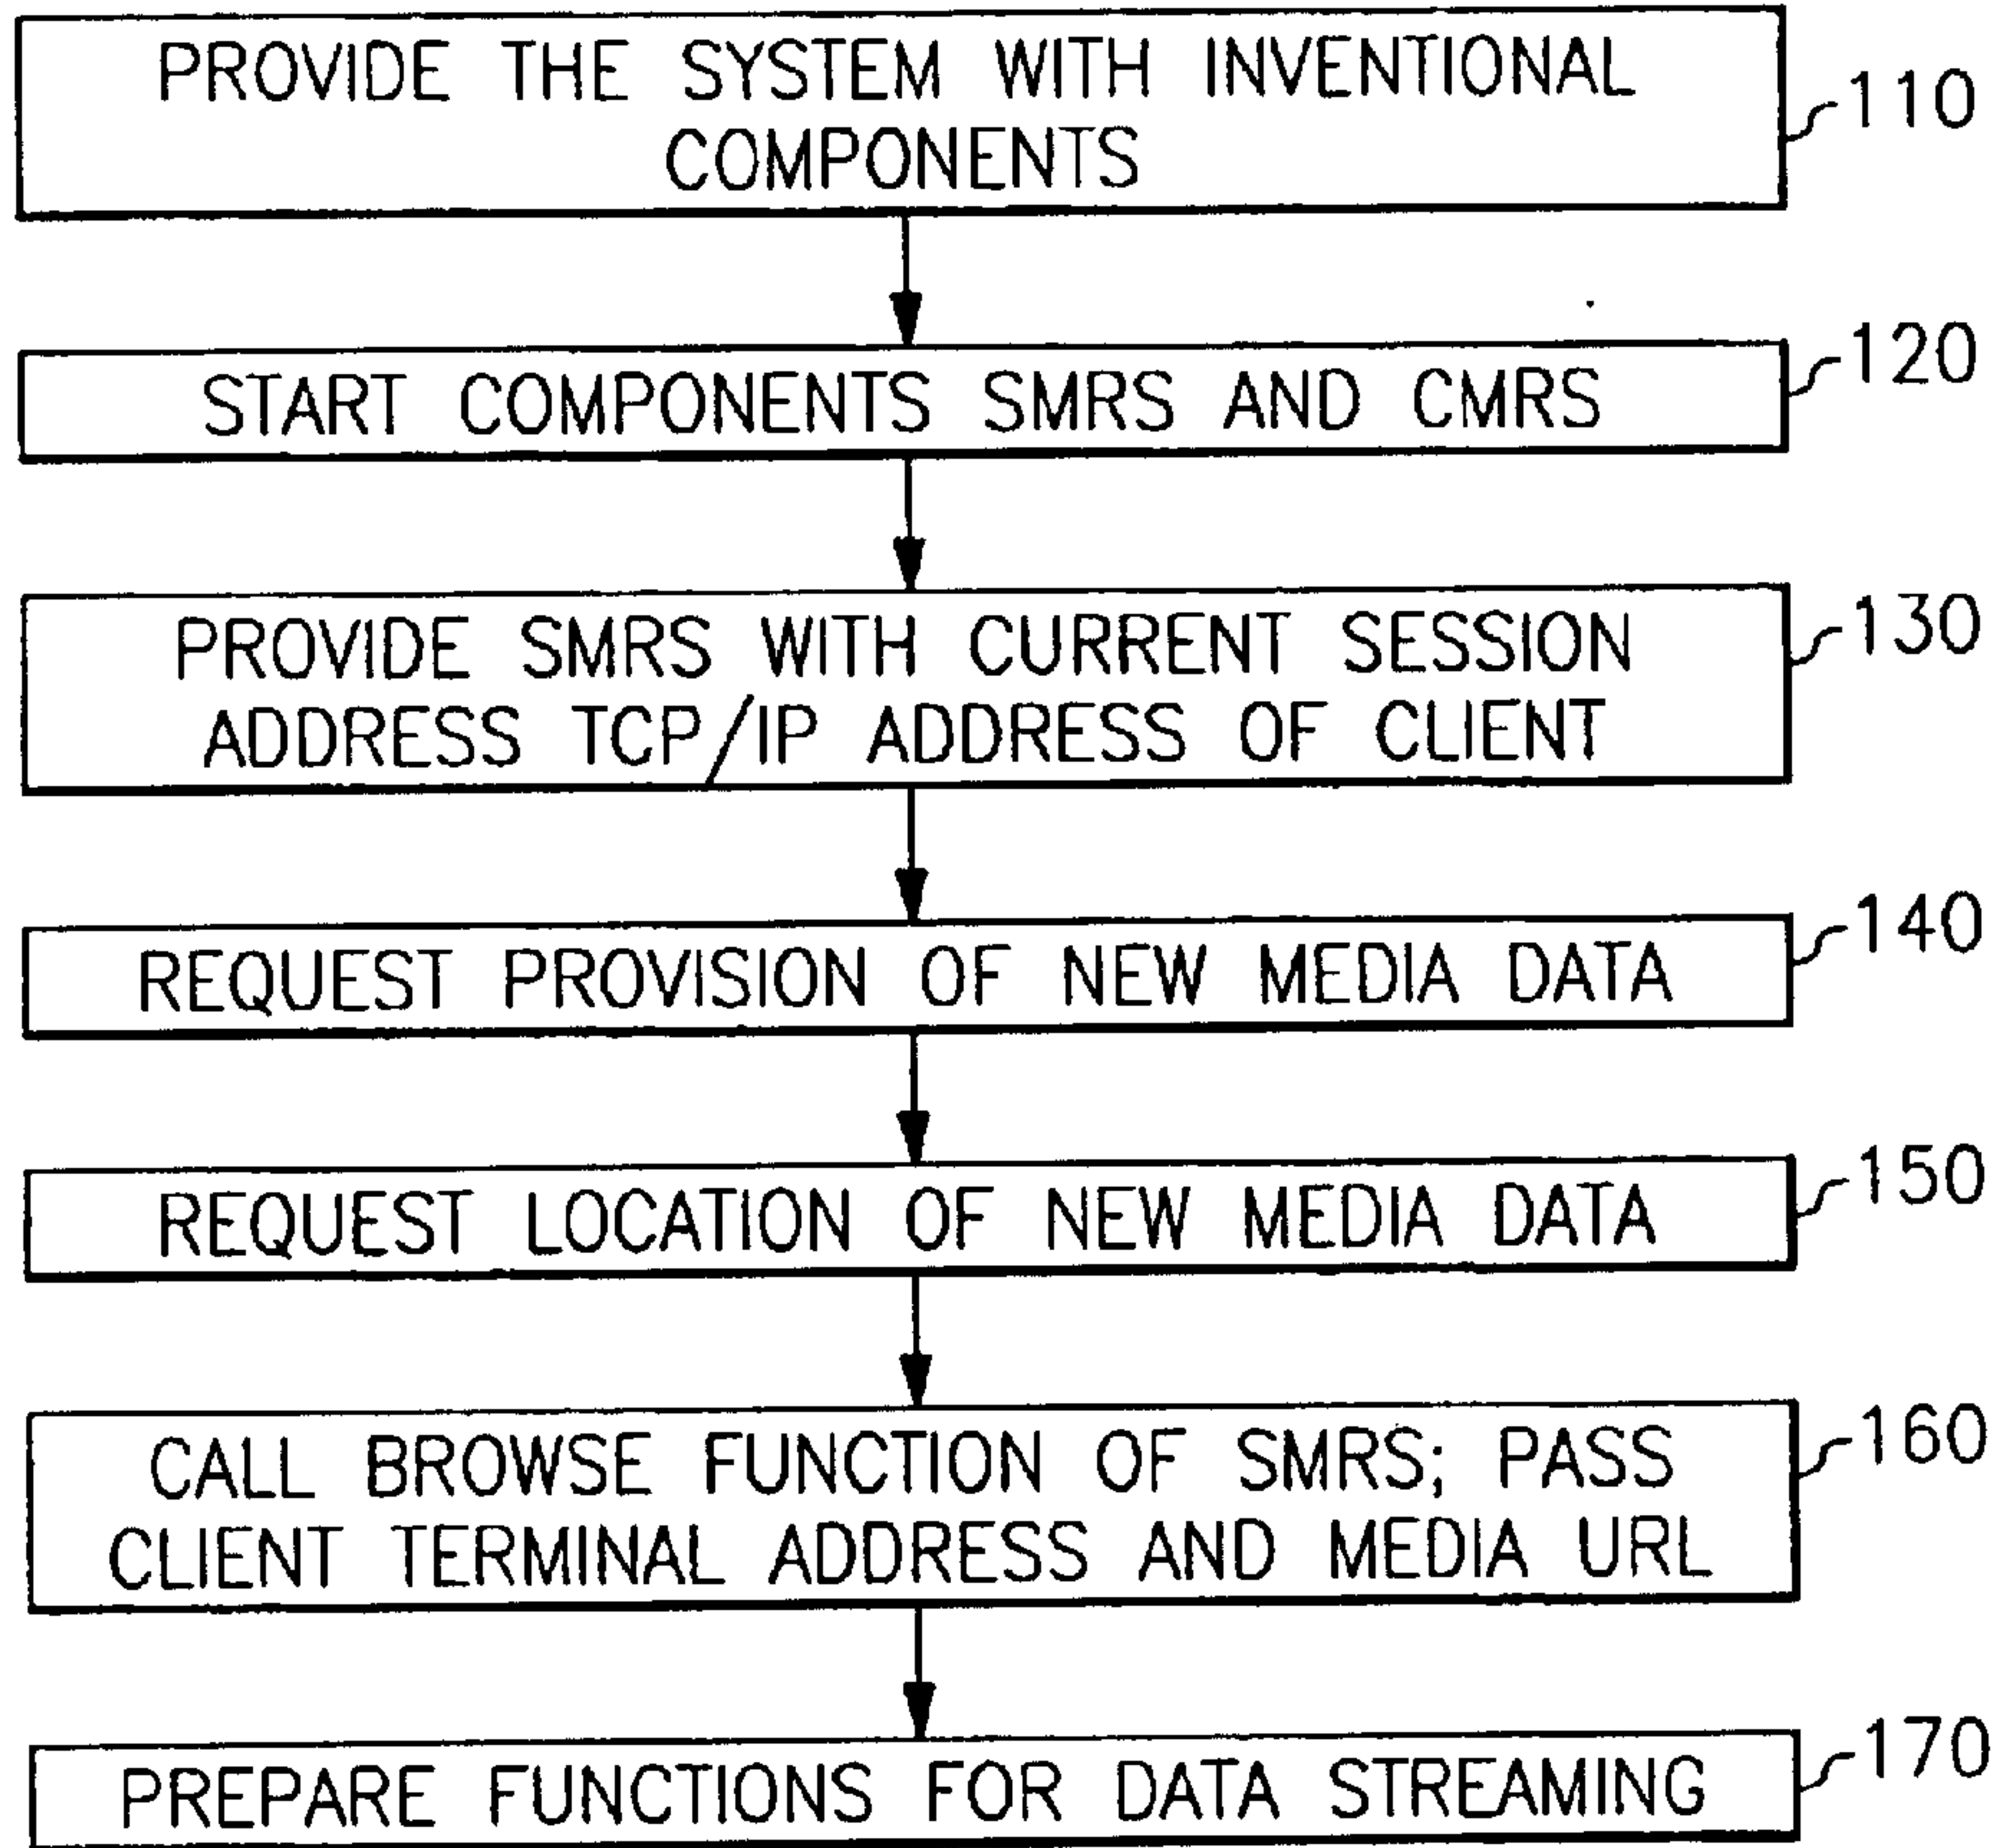 PROVIDE THE SYSTEM WITH INVENTIONAL
COMPONENTS
110
START COMPONENTS SMRS AND CMRS
120
PROVIDE SMRS WITH CURRENT SESSION
ADDRESS TCP/IP ADDRESS OF CLIENT
130
REQUEST PROVISION OF NEW MEDIA DATA
140
REQUEST LOCATION OF NEW MEDIA DATA
150
CALL BROWSE FUNCTION OF SMRS; PASS
CLIENT TERMINAL ADDRESS AND MEDIA URL
160
PREPARE FUNCTIONS FOR DATA STREAMING
170